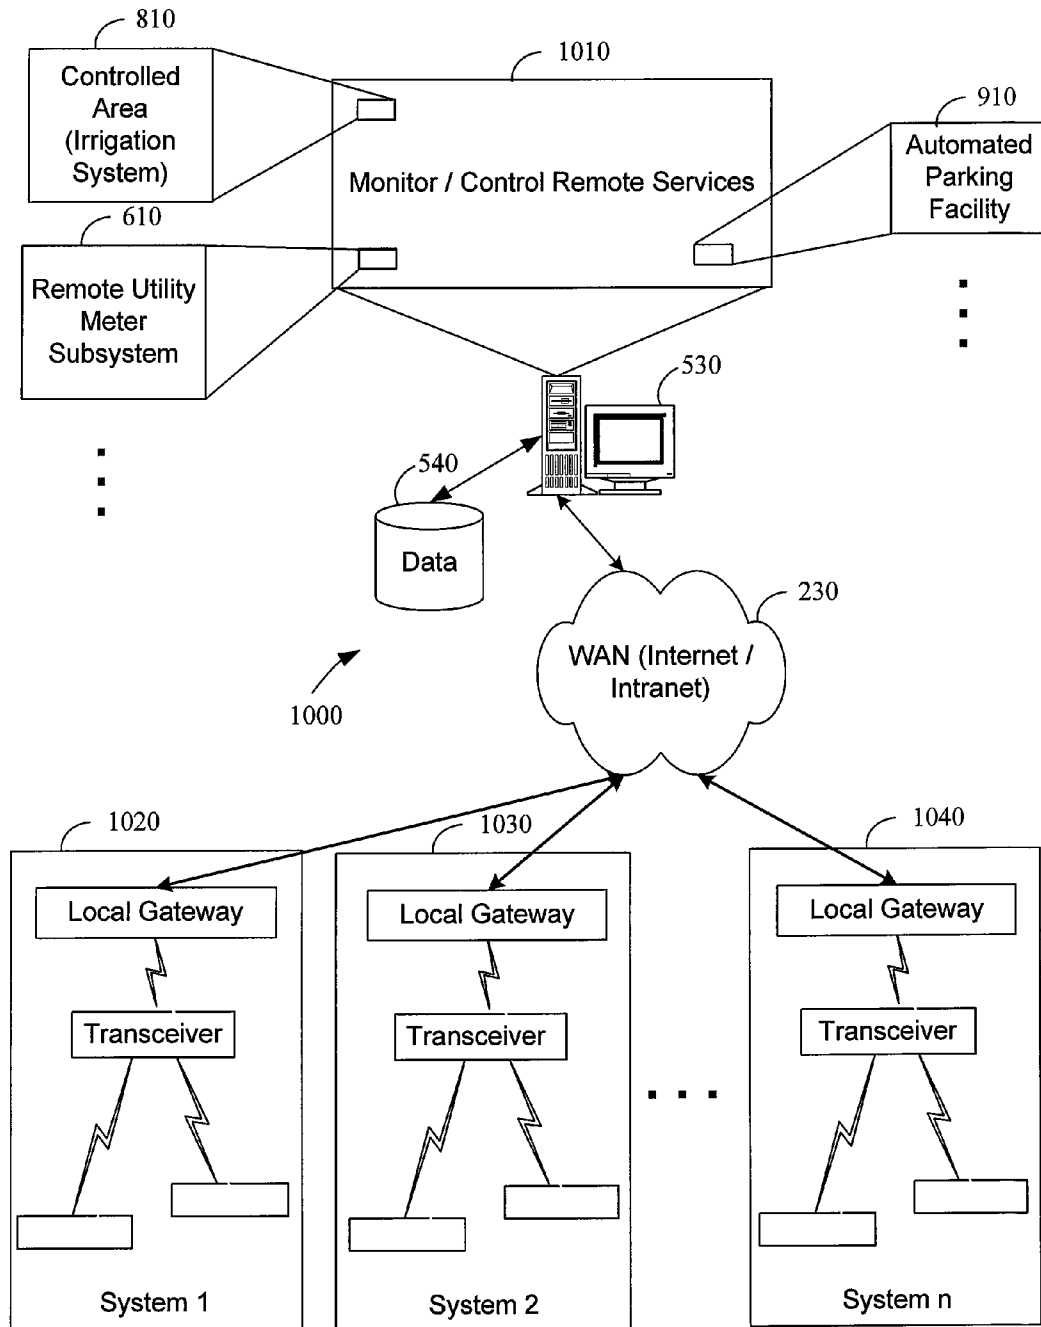 810
Controlled
Area
(Irrigation
System)
1010
Monitor / Control Remote Services
910
Automated
Parking
Facility
610
Remote Utility
Meter
Subsystem
530
540
Data
230
WAN (Internet /
Intranet)
1000
1020
Local Gateway
Transceiver
System 1
1030
Local Gateway
Transceiver
System 2
1040
Local Gateway
Transceiver
System n